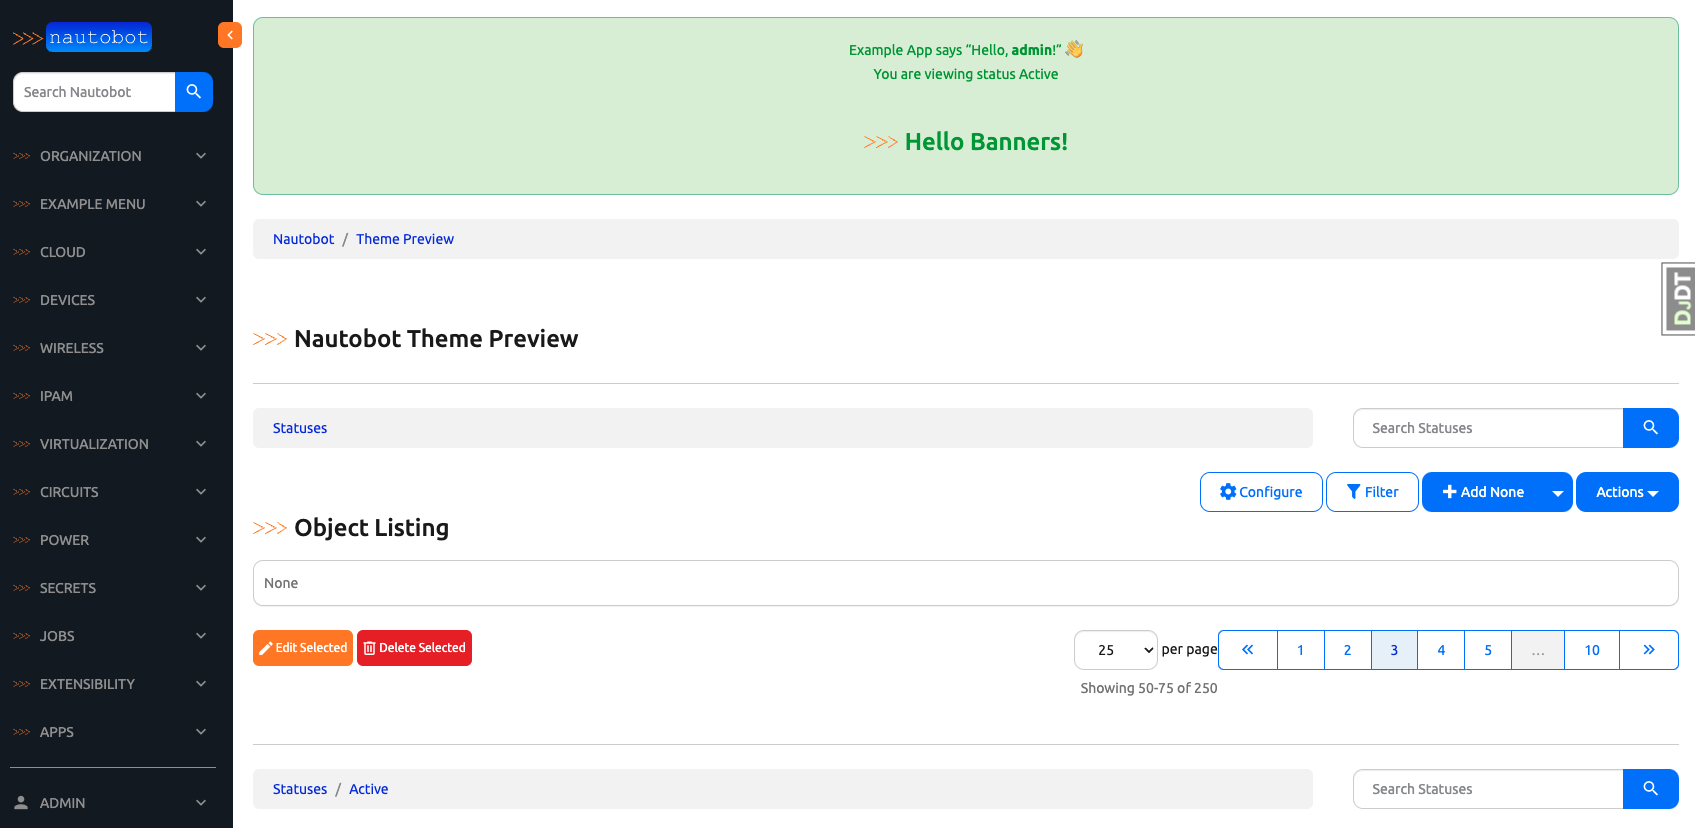 >>> nautobot
Search Nautobot
>>> ORGANIZATION
>>> EXAMPLE MENU
>>> CLOUD
>>> DEVICES
>>> WIRELESS
>>> IPAM
>>> VIRTUALIZATION
>>> CIRCUITS
>>> POWER
>>> SECRETS
>>> JOBS
>>> EXTENSIBILITY
>>> APPS
ADMIN
Example App says “Hello, admin!” 👋
You are viewing status Active
>>> Hello Banners!
Nautobot / Theme Preview
DJDT
>>> Nautobot Theme Preview
Statuses
Search Statuses
Configure Filter Add None Actions
>>> Object Listing
None
Edit Selected Delete Selected
25 per page « 1 2 3 4 5 … 10 »
Showing 50-75 of 250
Statuses / Active
Search Statuses